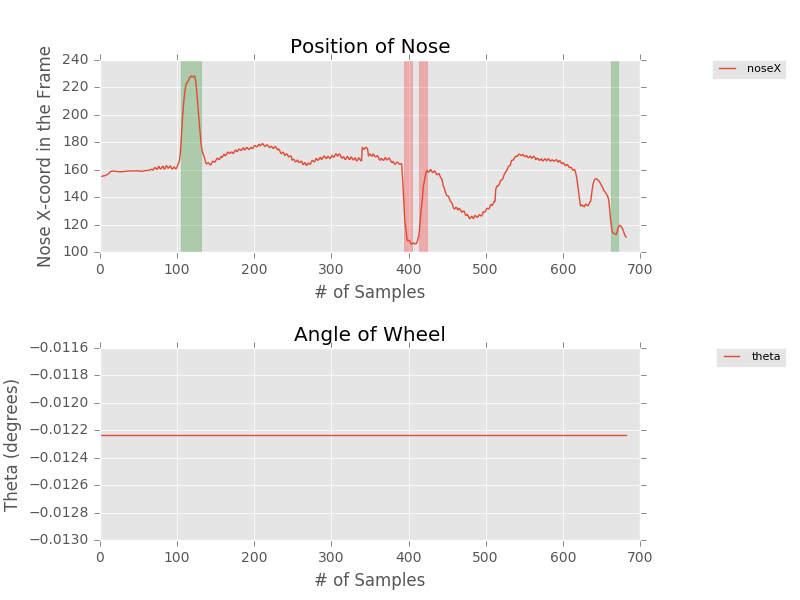 Position of Nose
Nose X-coord in the Frame
240
220
200
180
160
140
120
100
0 100 200 300 400 500 600 700
# of Samples
noseX
Angle of Wheel
Theta (degrees)
−0.0116
−0.0118
−0.0120
−0.0122
−0.0124
−0.0126
−0.0128
−0.0130
0 100 200 300 400 500 600 700
# of Samples
theta